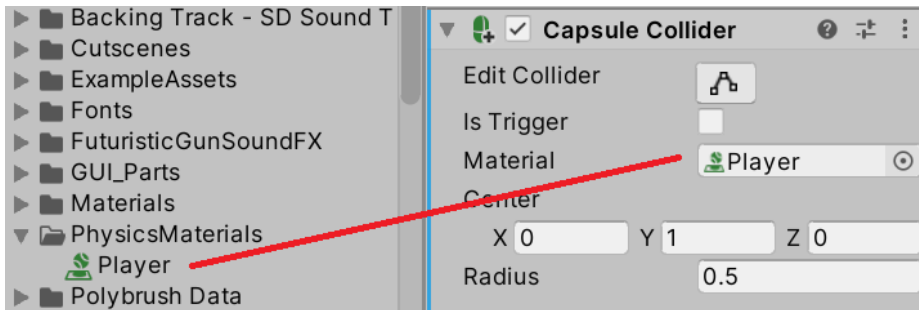 Backing Track - SD Sound T
Cutscenes
ExampleAssets
Fonts
FuturisticGunSoundFX
GUI_Parts
Materials
PhysicsMaterials
Player
Polybrush Data
Capsule Collider
Edit Collider
Is Trigger
Material Player
Center
X 0 Y 1 Z 0
Radius 0.5